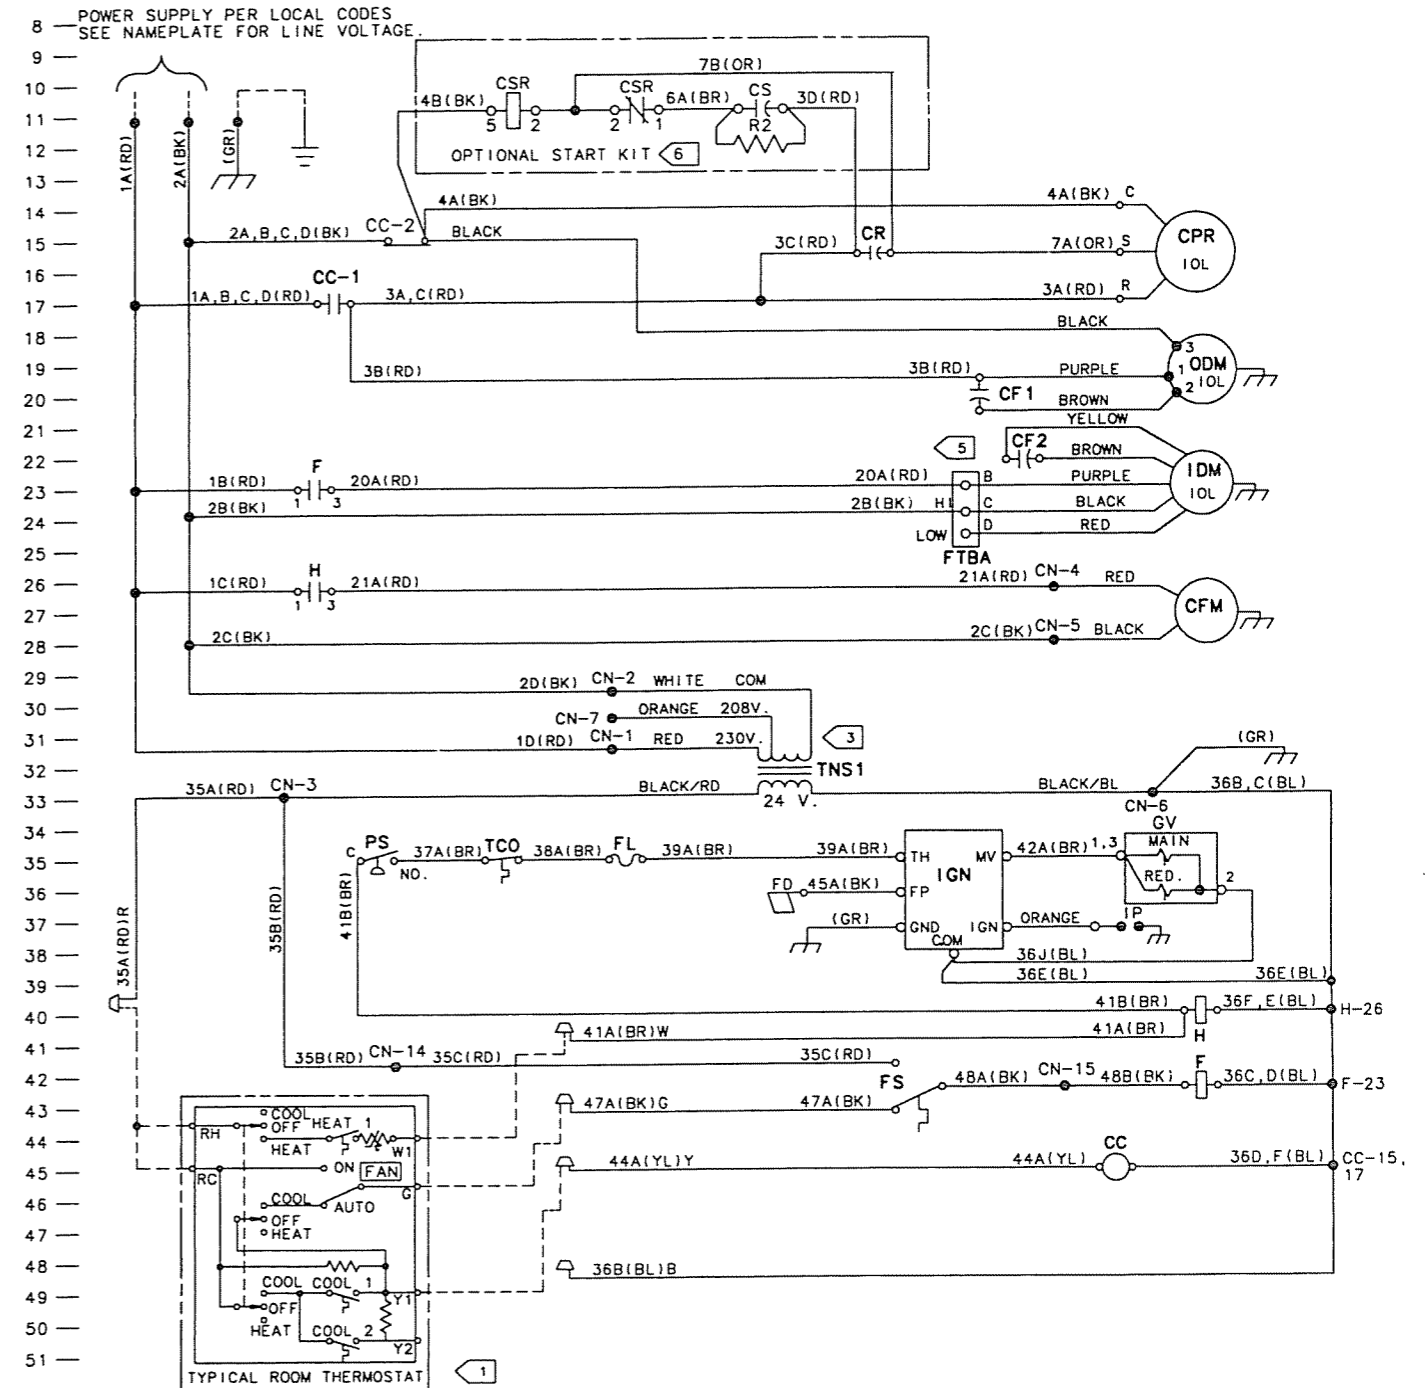 POWER SUPPLY PER LOCAL CODES
8
SEE NAMEPLATE FOR LINE VOLTAGE.
9
7B(OR)
10
4B(BK) CSR CSR 6A(BR) CS 3D(RD)
11
5 2 2 1 R2
1A(RD) 2A(BK) (GR)
12
OPTIONAL START KIT 6
13
4A(BK) 4A(BK) C
14
2A,B,C,D(BK) CC-2 BLACK 3C(RD) CR 7A(OR) S CPR
15
IOL
16
CC-1
1A,B,C,D(RD) 3A,C(RD) 3A(RD) R
17
BLACK
18
3
19
3B(RD) 3B(RD) PURPLE 1 ODM
2 IOL
CF1
20
BROWN
YELLOW
21
5 CF2 BROWN
22
F IDM
1B(RD) 20A(RD) 20A(RD) B PURPLE
23
1 3 IOL
2B(BK) 2B(BK) HI C BLACK
24
LOW D RED
25
FTBA
H
26
1C(RD) 21A(RD) 21A(RD) CN-4 RED
1 3 CFM
27
2C(BK) 2C(BK) CN-5 BLACK
28
29
2D(BK) CN-2 WHITE COM
30
CN-7 ORANGE 208V.
31
1D(RD) CN-1 RED 230V. 3 (GR)
32
TNS1
35A(RD) CN-3 BLACK/RD BLACK/BL 36B,C(BL)
33
24 V. CN-6
GV
34
PS TCO FL MAIN
C 37A(BR) 38A(BR) 39A(BR) 39A(BR) TH MV 42A(BR) 1,3
35
NO. IGN RED. 2
36
FD 45A(BK) FP
37
(GR) GND IGN ORANGE IP
35A(RD)R 35B(RD) 41B(BR)
38
COM 36J(BL)
39
36E(BL) 36E(BL)
40
41B(BR) 36F,E(BL) H-26
41A(BR)W 41A(BR) H
41
35B(RD) CN-14 35C(RD) 35C(RD) F
42
FS 48A(BK) CN-15 48B(BK) 36C,D(BL) F-23
43
47A(BK)G 47A(BK)
COOL
OFF HEAT 1
RH
44
HEAT W1 CC
45
44A(YL)Y 44A(YL) 36D,F(BL) CC-15,
17
RC ON FAN
G
46
COOL AUTO
OFF
47
HEAT
48
36B(BL)B
COOL COOL 1
49
OFF Y1
50
HEAT COOL 2
Y2
51
TYPICAL ROOM THERMOSTAT 1